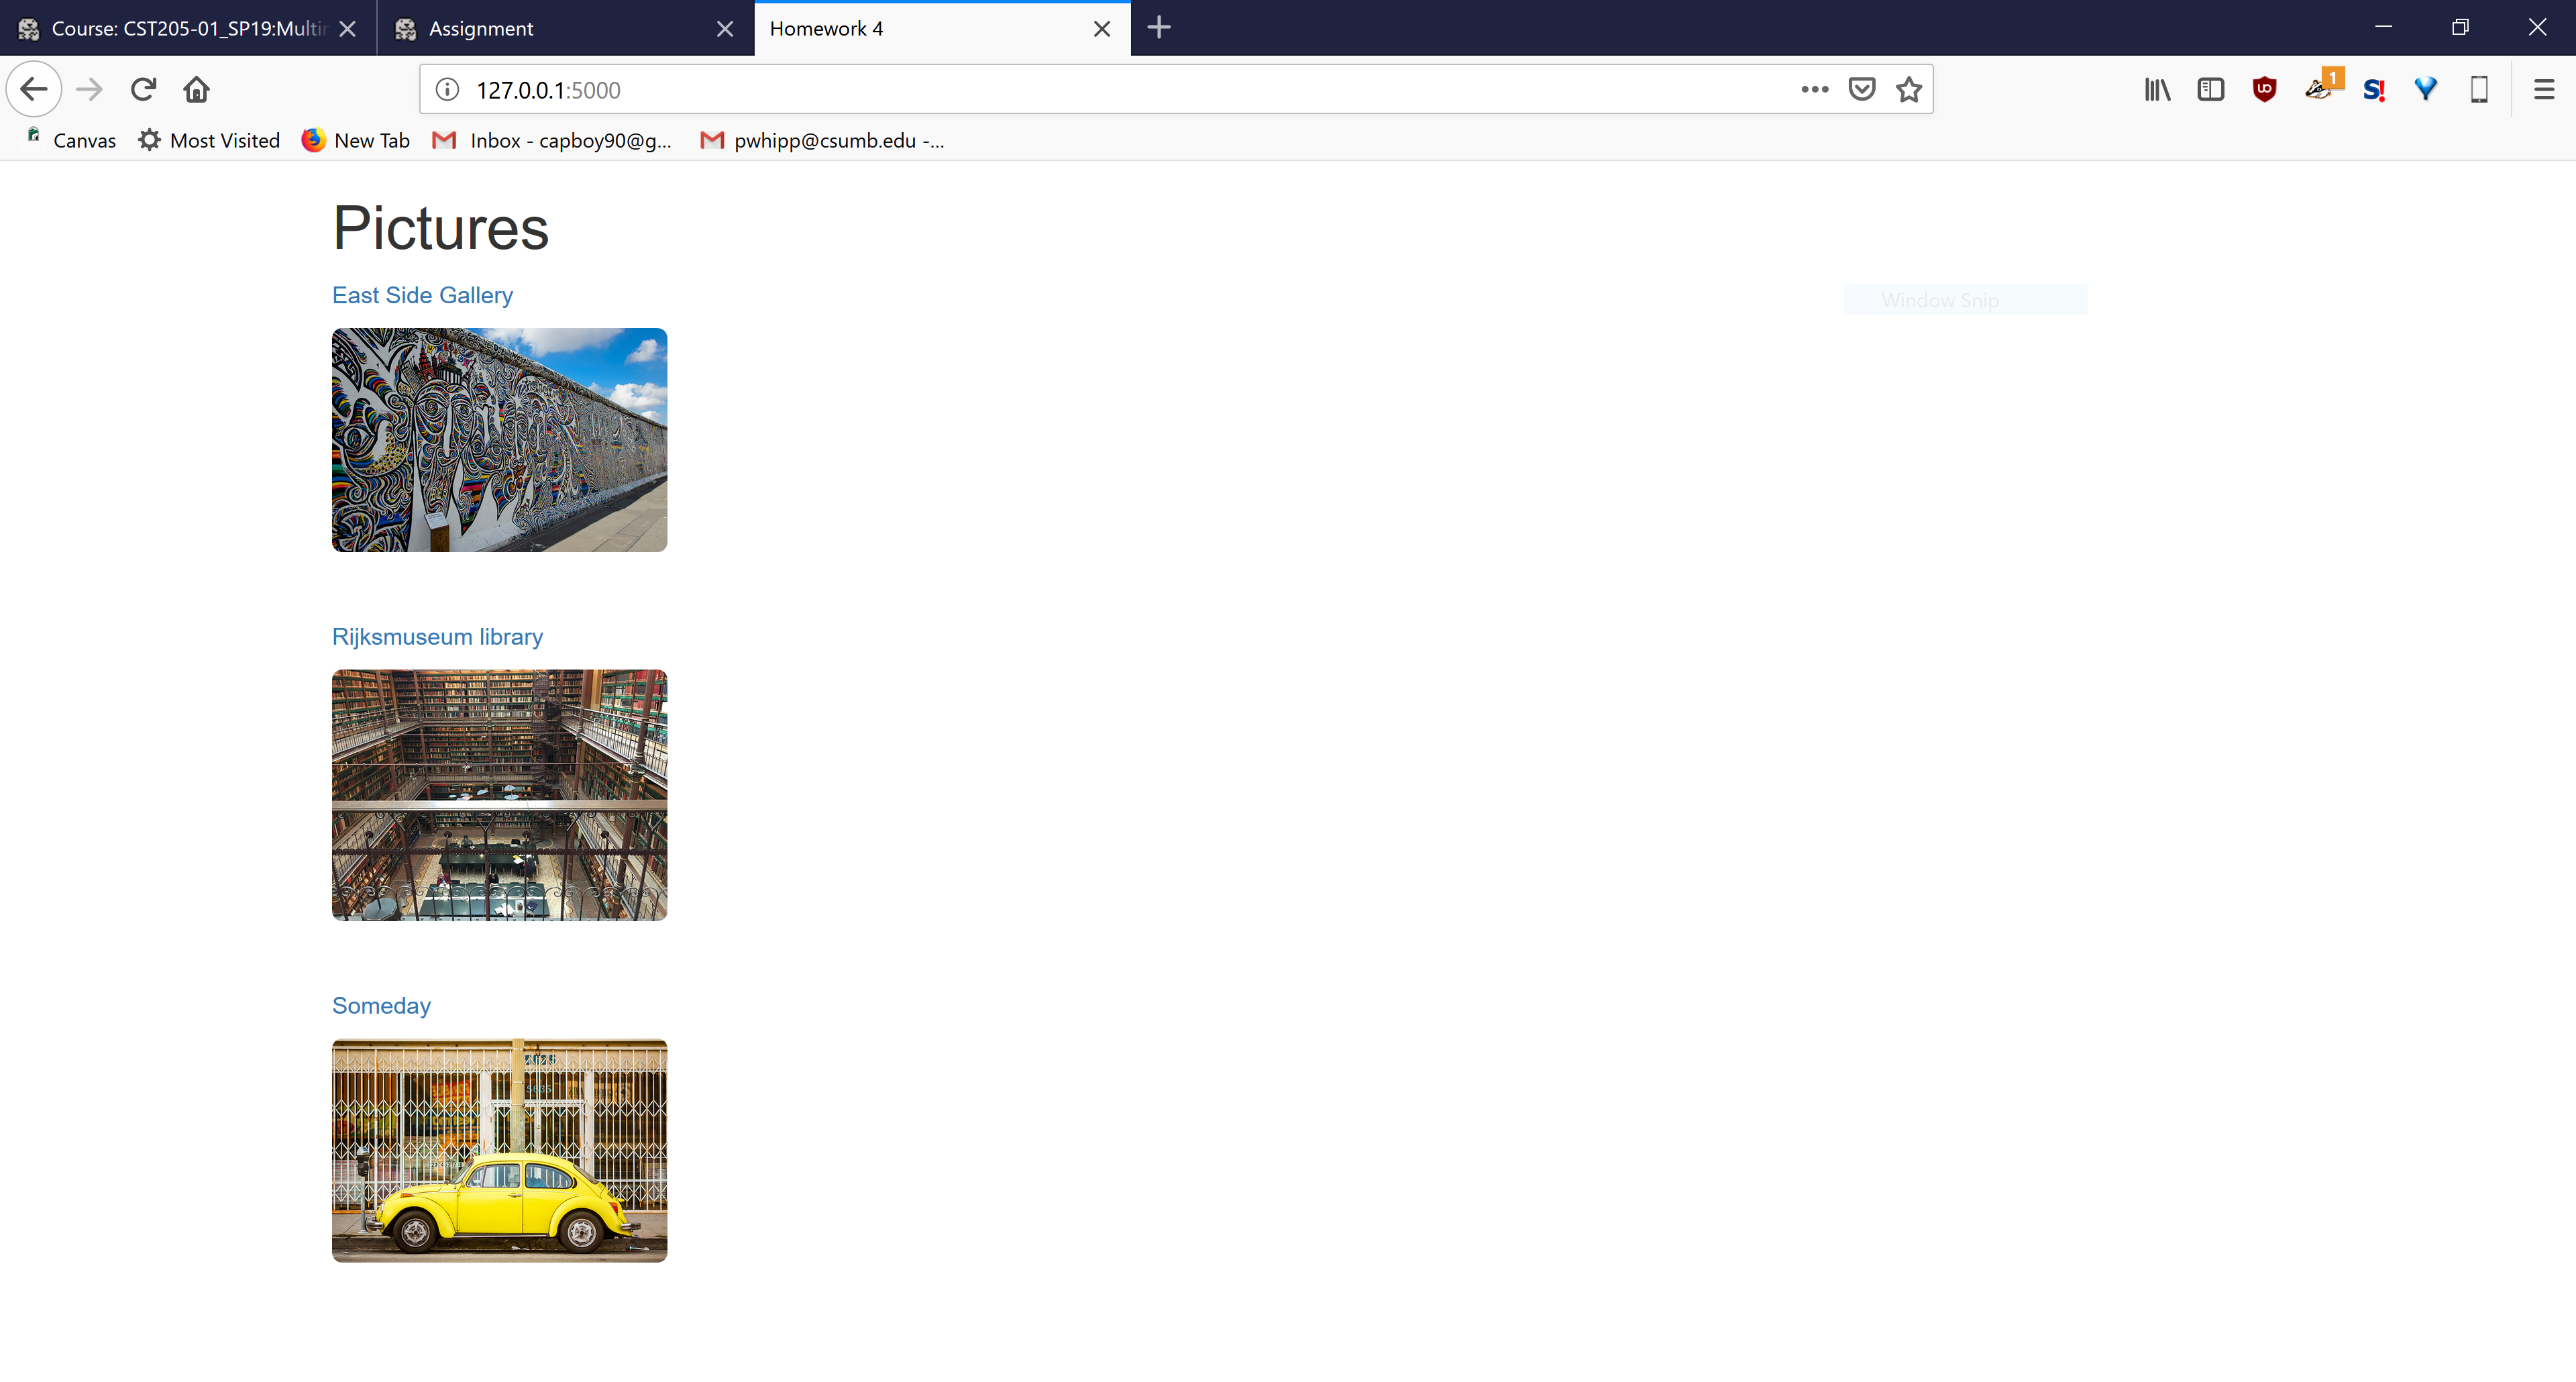 Course: CST205-01_SP19:Multir
Assignment
Homework 4
127.0.0.1:5000
1
S!
Canvas
Most Visited
New Tab
Inbox - capboy90@g...
pwhipp@csumb.edu -...
Pictures
East Side Gallery
Window Snip
Rijksmuseum library
Someday